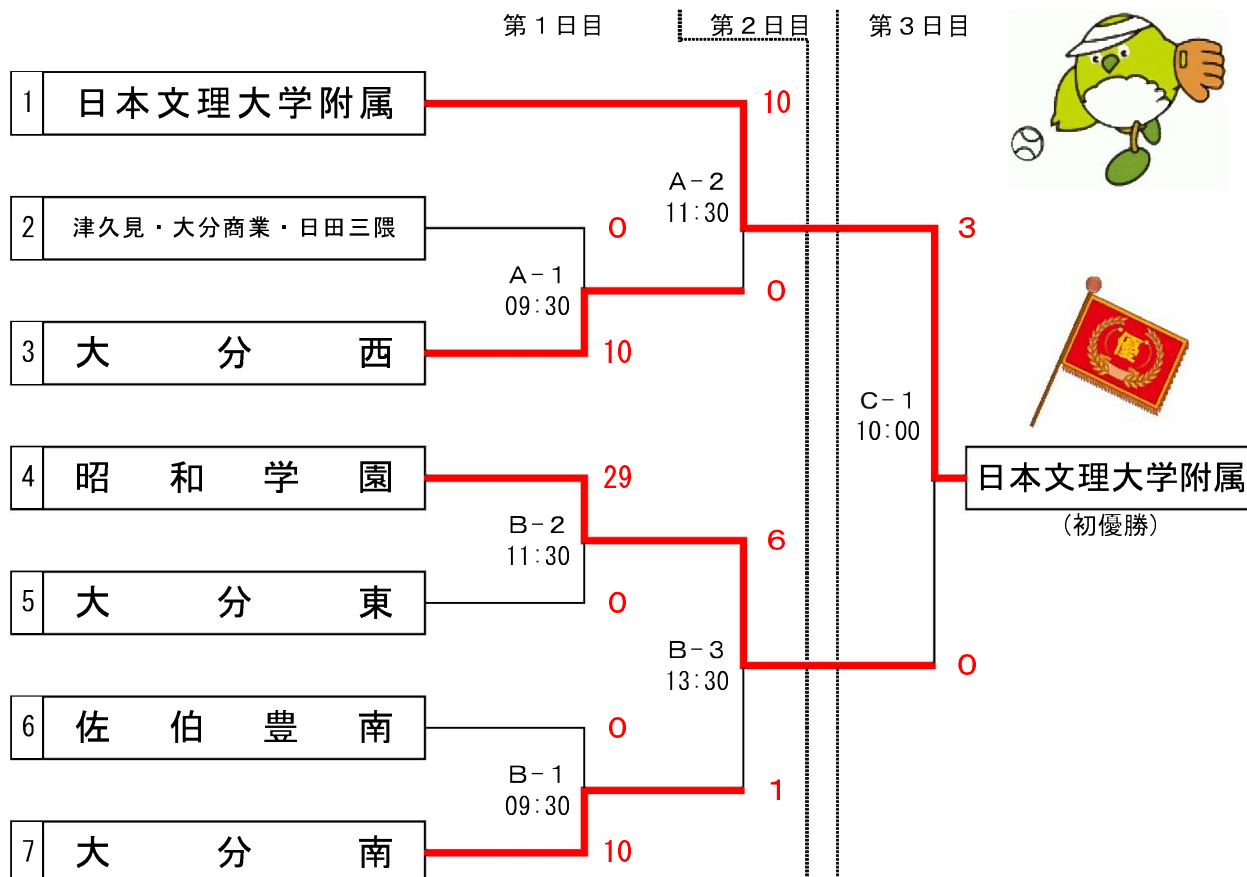 第１日目 第２日目 第３日目
1 日本文理大学附属
10
A-2
11:30
2 津久見・大分商業・日田三隈
0
3
A-1
09:30
0
3 大分西
10
優
C-1
10:00
4 昭和学園
29
日本文理大学附属
(初優勝)
B-2
11:30
6
5 大分東
0
B-3
13:30
0
6 佐伯豊南
0
B-1
09:30
1
7 大分南
10